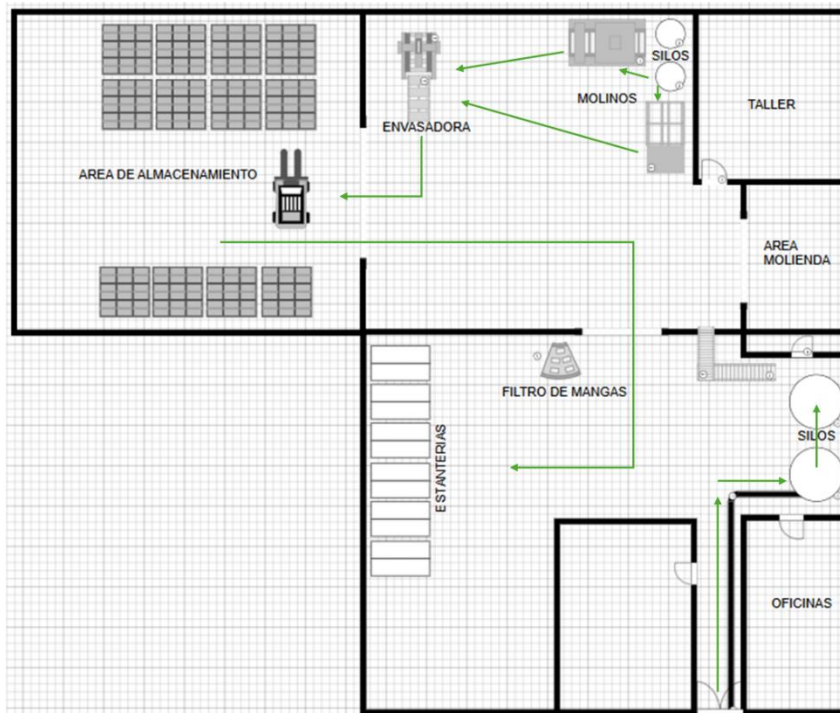 SILOS
MOLINOS
TALLER
ENVASADORA
AREA DE ALMACENAMIENTO
AREA
MOLIENDA
FILTRO DE MANGAS
SILOS
ESTANTERIAS
OFICINAS